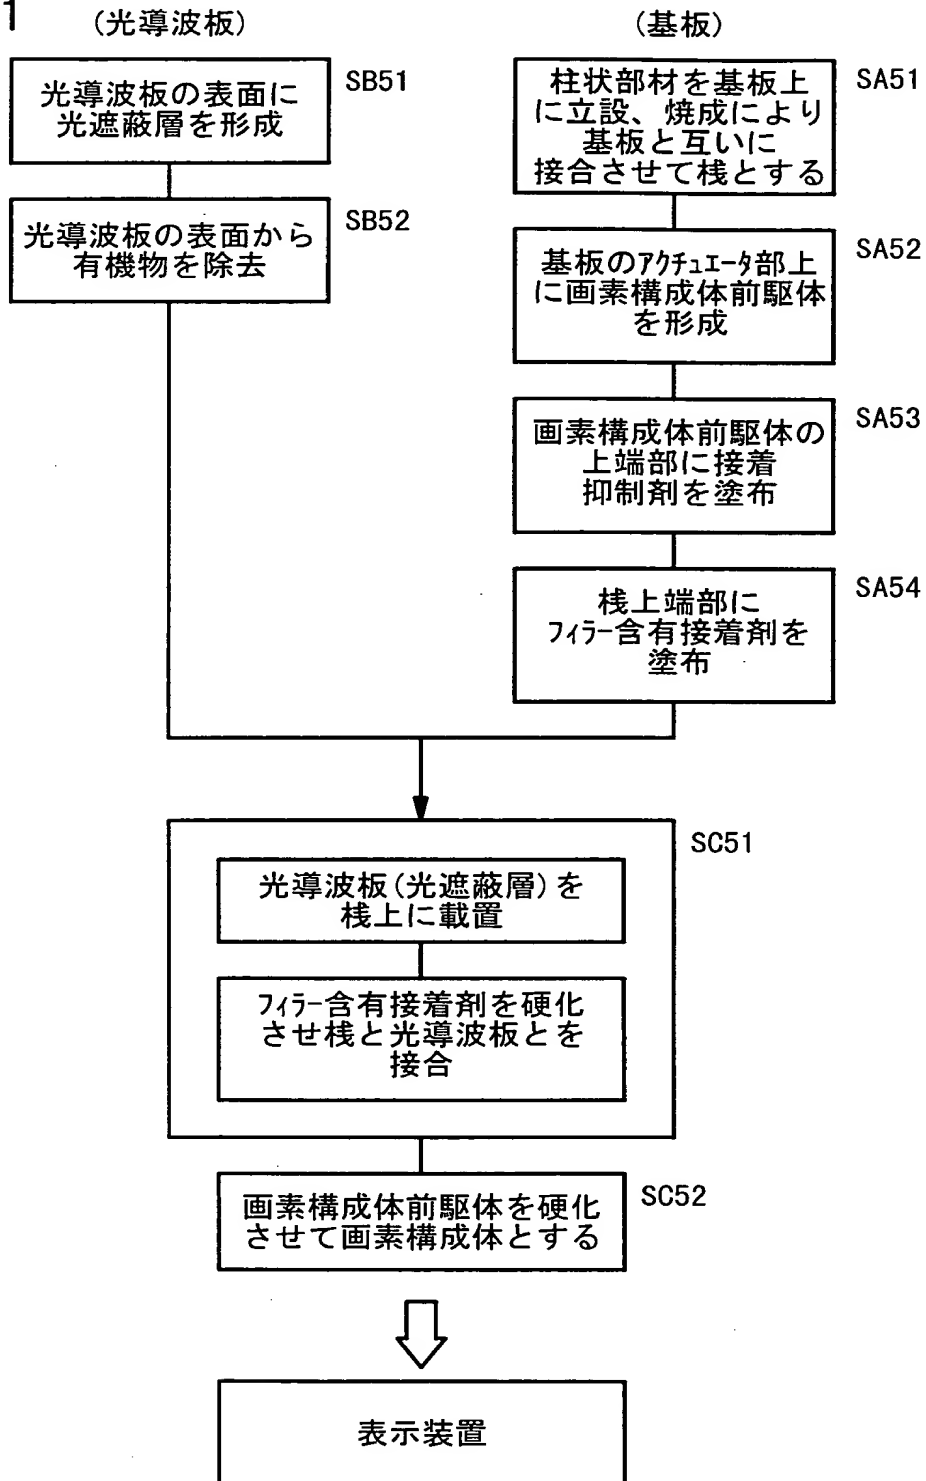 1
(光導波板)
光導波板の表面に
光遮蔽層を形成
SB51
光導波板の表面から
有機物を除去
SB52
(基板)
柱状部材を基板上
に立設、焼成により
基板と互いに
接合させて桟とする
SA51
基板のｱｸﾁｭｴｰﾀ部上
に画素構成体前駆体
を形成
SA52
画素構成体前駆体の
上端部に接着
抑制剤を塗布
SA53
桟上端部に
ﾌｨﾗｰ含有接着剤を
塗布
SA54
SC51
光導波板(光遮蔽層)を
桟上に載置
ﾌｨﾗｰ含有接着剤を硬化
させ桟と光導波板とを
接合
画素構成体前駆体を硬化
させて画素構成体とする
SC52
表示装置